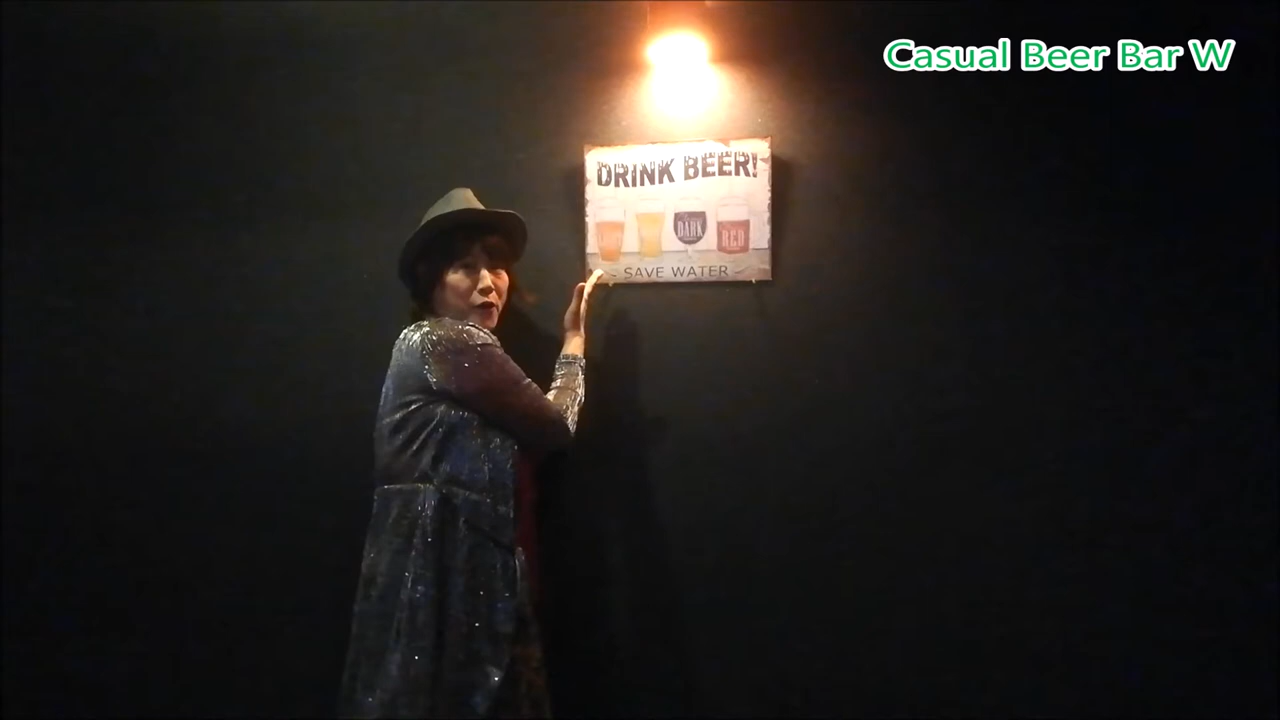 Casual Beer Bar W
DRINK BEER!
DARK
RED
SAVE WATER